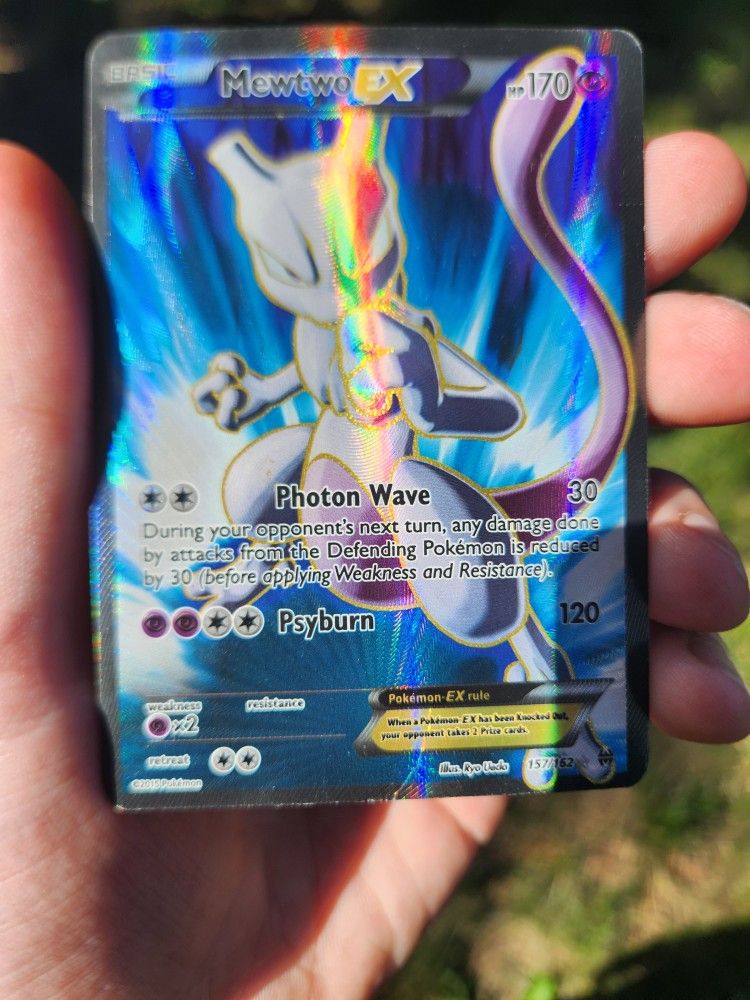 BASIC Mewtwo EX HP170
Photon Wave 30
During your opponent's next turn, any damage done
by attacks from the Defending Pokémon is reduced
by 30 (before applying Weakness and Resistance).
Psyburn 120
weakness resistance
×2
retreat
Pokémon-EX rule
When a Pokémon-EX has been Knocked Out,
your opponent takes 2 Prize cards.
©2015 Pokémon
Illus. Ryo Ueda 157/162